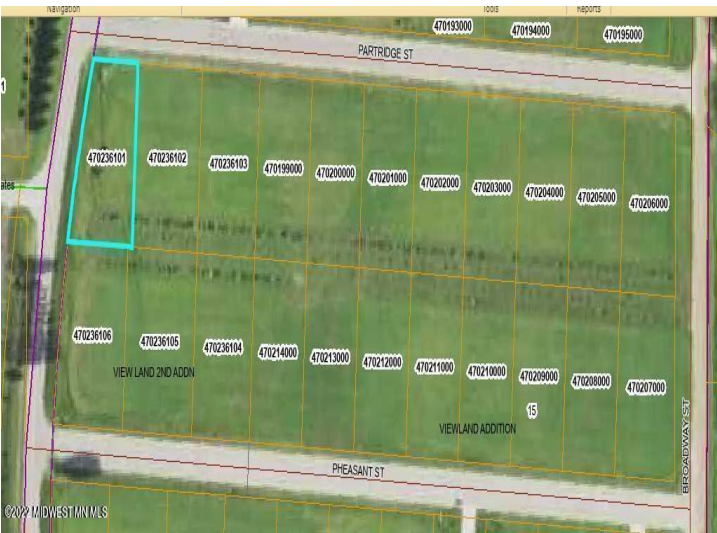 Navigation
Tools
Reports
470193000
470194000
470195000
PARTRIDGE ST
1
470236101
470236102
470236103
470199000
470200000
470201000
470202000
470203000
470204000
470205000
470206000
ates
470236106
470236105
470236104
470214000
470213000
470212000
470211000
470210000
470209000
470208000
470207000
VIEW LAND 2ND ADDN
15
VIEWLAND ADDITION
BROADWAY ST
PHEASANT ST
©2022 MIDWEST MN MLS